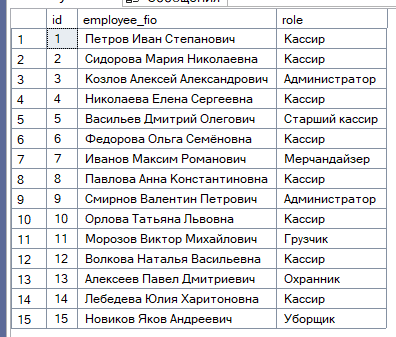 id employee_fio role
1 1 Петров Иван Степанович Кассир
2 2 Сидорова Мария Николаевна Кассир
3 3 Козлов Алексей Александрович Администратор
4 4 Николаева Елена Сергеевна Кассир
5 5 Васильев Дмитрий Олегович Старший кассир
6 6 Федорова Ольга Семёновна Кассир
7 7 Иванов Максим Романович Мерчандайзер
8 8 Павлова Анна Константиновна Кассир
9 9 Смирнов Валентин Петрович Администратор
10 10 Орлова Татьяна Львовна Кассир
11 11 Морозов Виктор Михайлович Грузчик
12 12 Волкова Наталья Васильевна Кассир
13 13 Алексеев Павел Дмитриевич Охранник
14 14 Лебедева Юлия Харитоновна Кассир
15 15 Новиков Яков Андреевич Уборщик